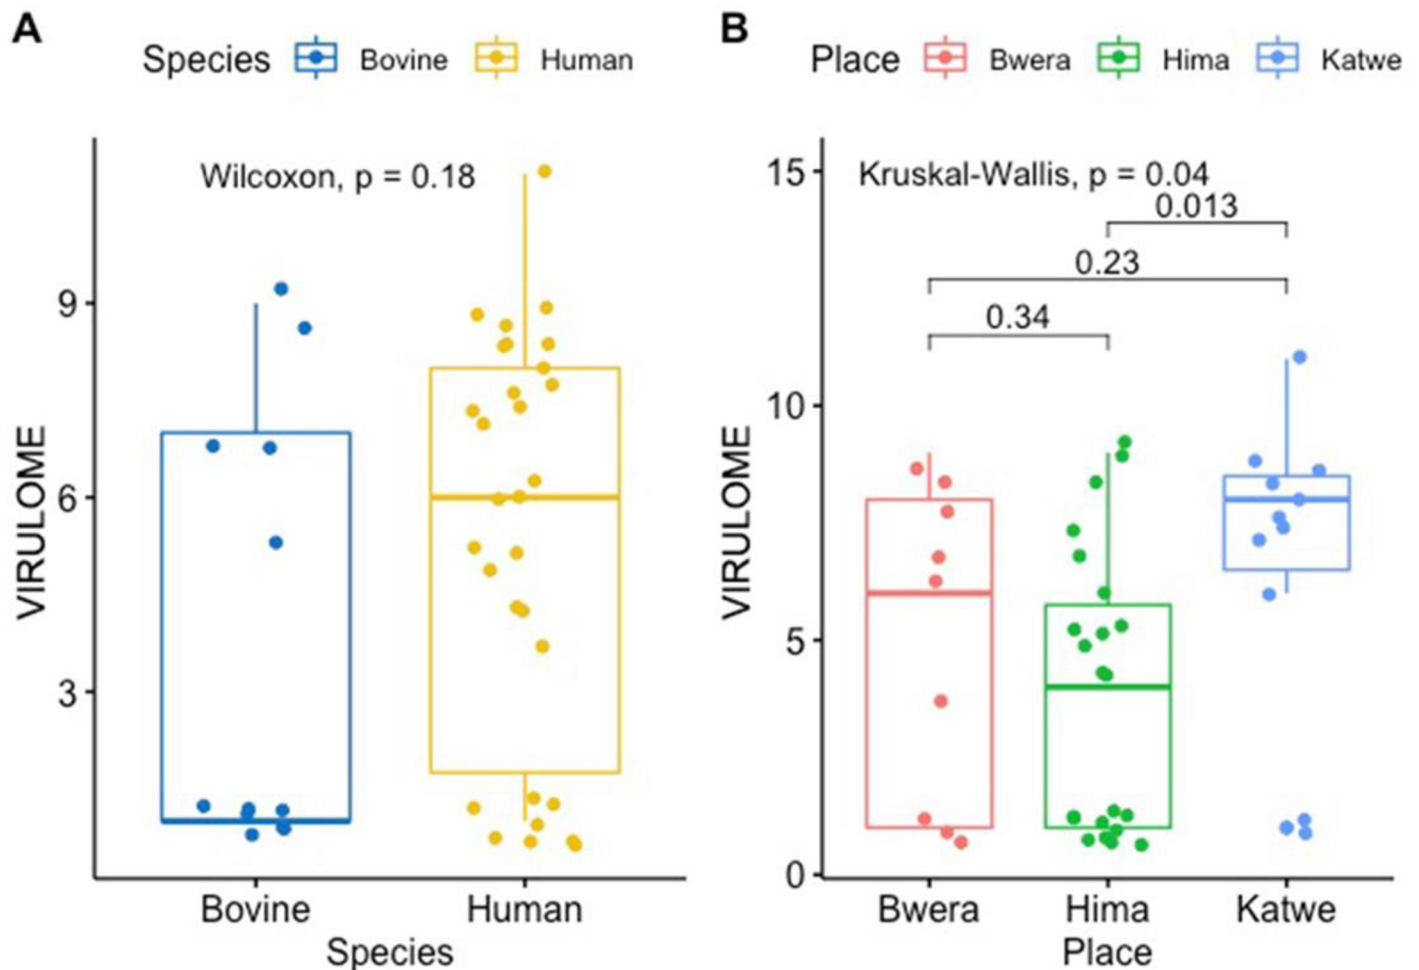 A
Species Bovine Human
Wilcoxon, p = 0.18
VIRULOME
9
6
3
Bovine Human
Species
B
Place Bwera Hima Katwe
Kruskal-Wallis, p = 0.04
0.013
0.23
0.34
VIRULOME
15
10
5
0
Bwera Hima Katwe
Place